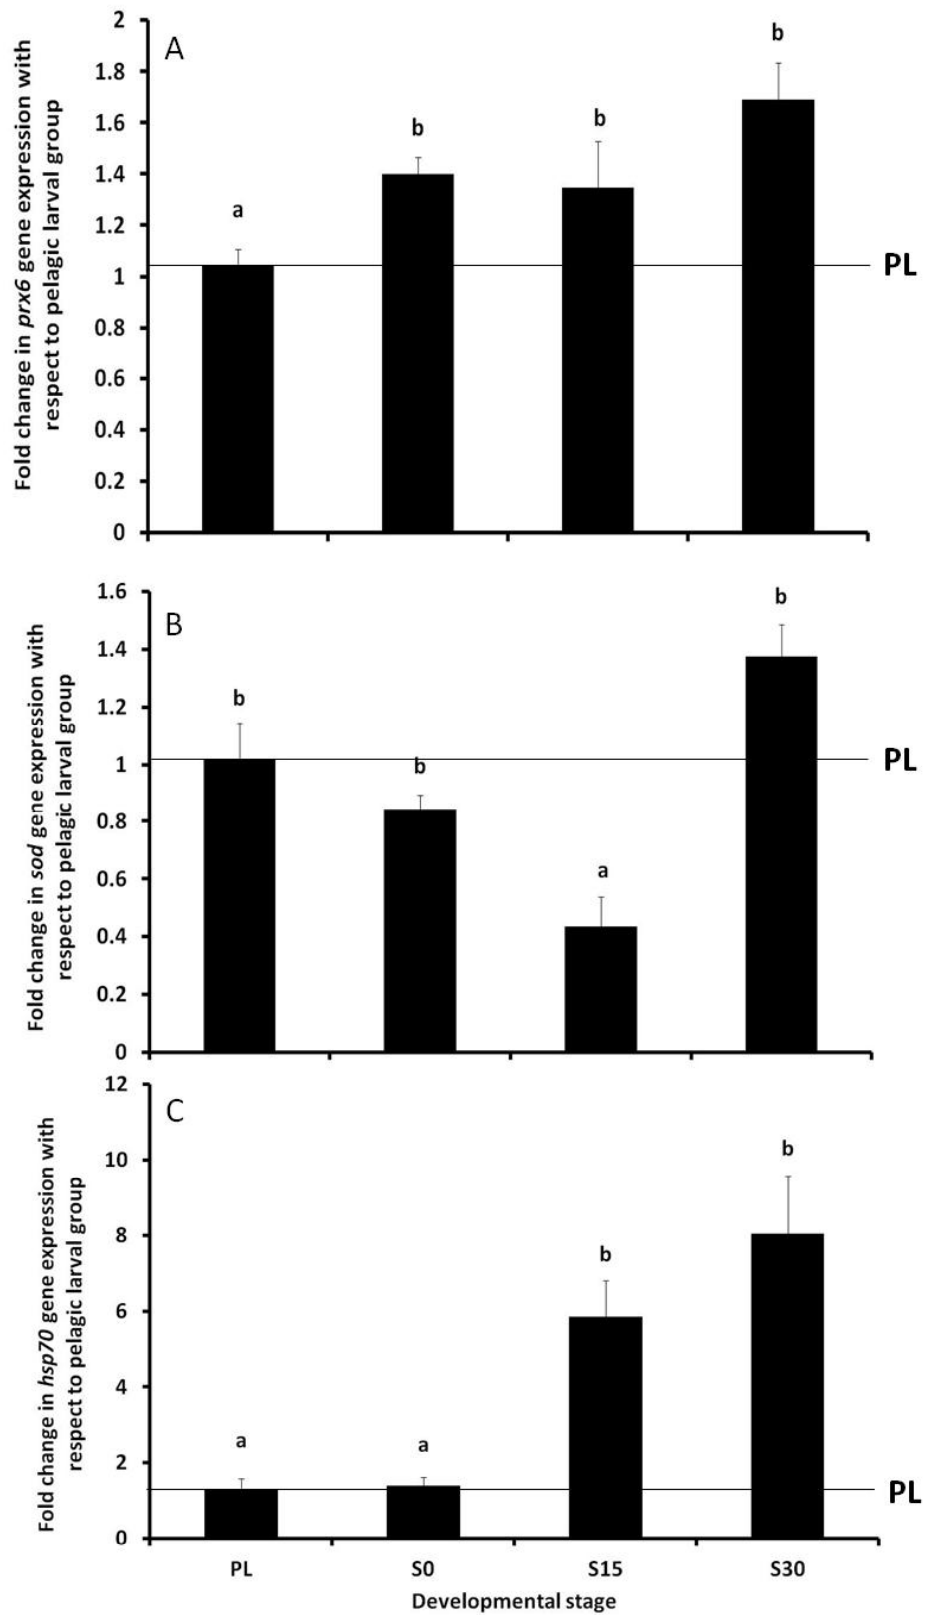 A
Fold change in prx6 gene expression with
respect to pelagic larval group
2
1.8
1.6
1.4
1.2
1
0.8
0.6
0.4
0.2
0
a
b
b
b
PL
B
Fold change in sod gene expression with
respect to pelagic larval group
1.6
1.4
1.2
1
0.8
0.6
0.4
0.2
0
b
b
a
b
PL
C
Fold change in hsp70 gene expression with
respect to pelagic larval group
12
10
8
6
4
2
0
a
a
b
b
PL
PL S0 S15 S30
Developmental stage